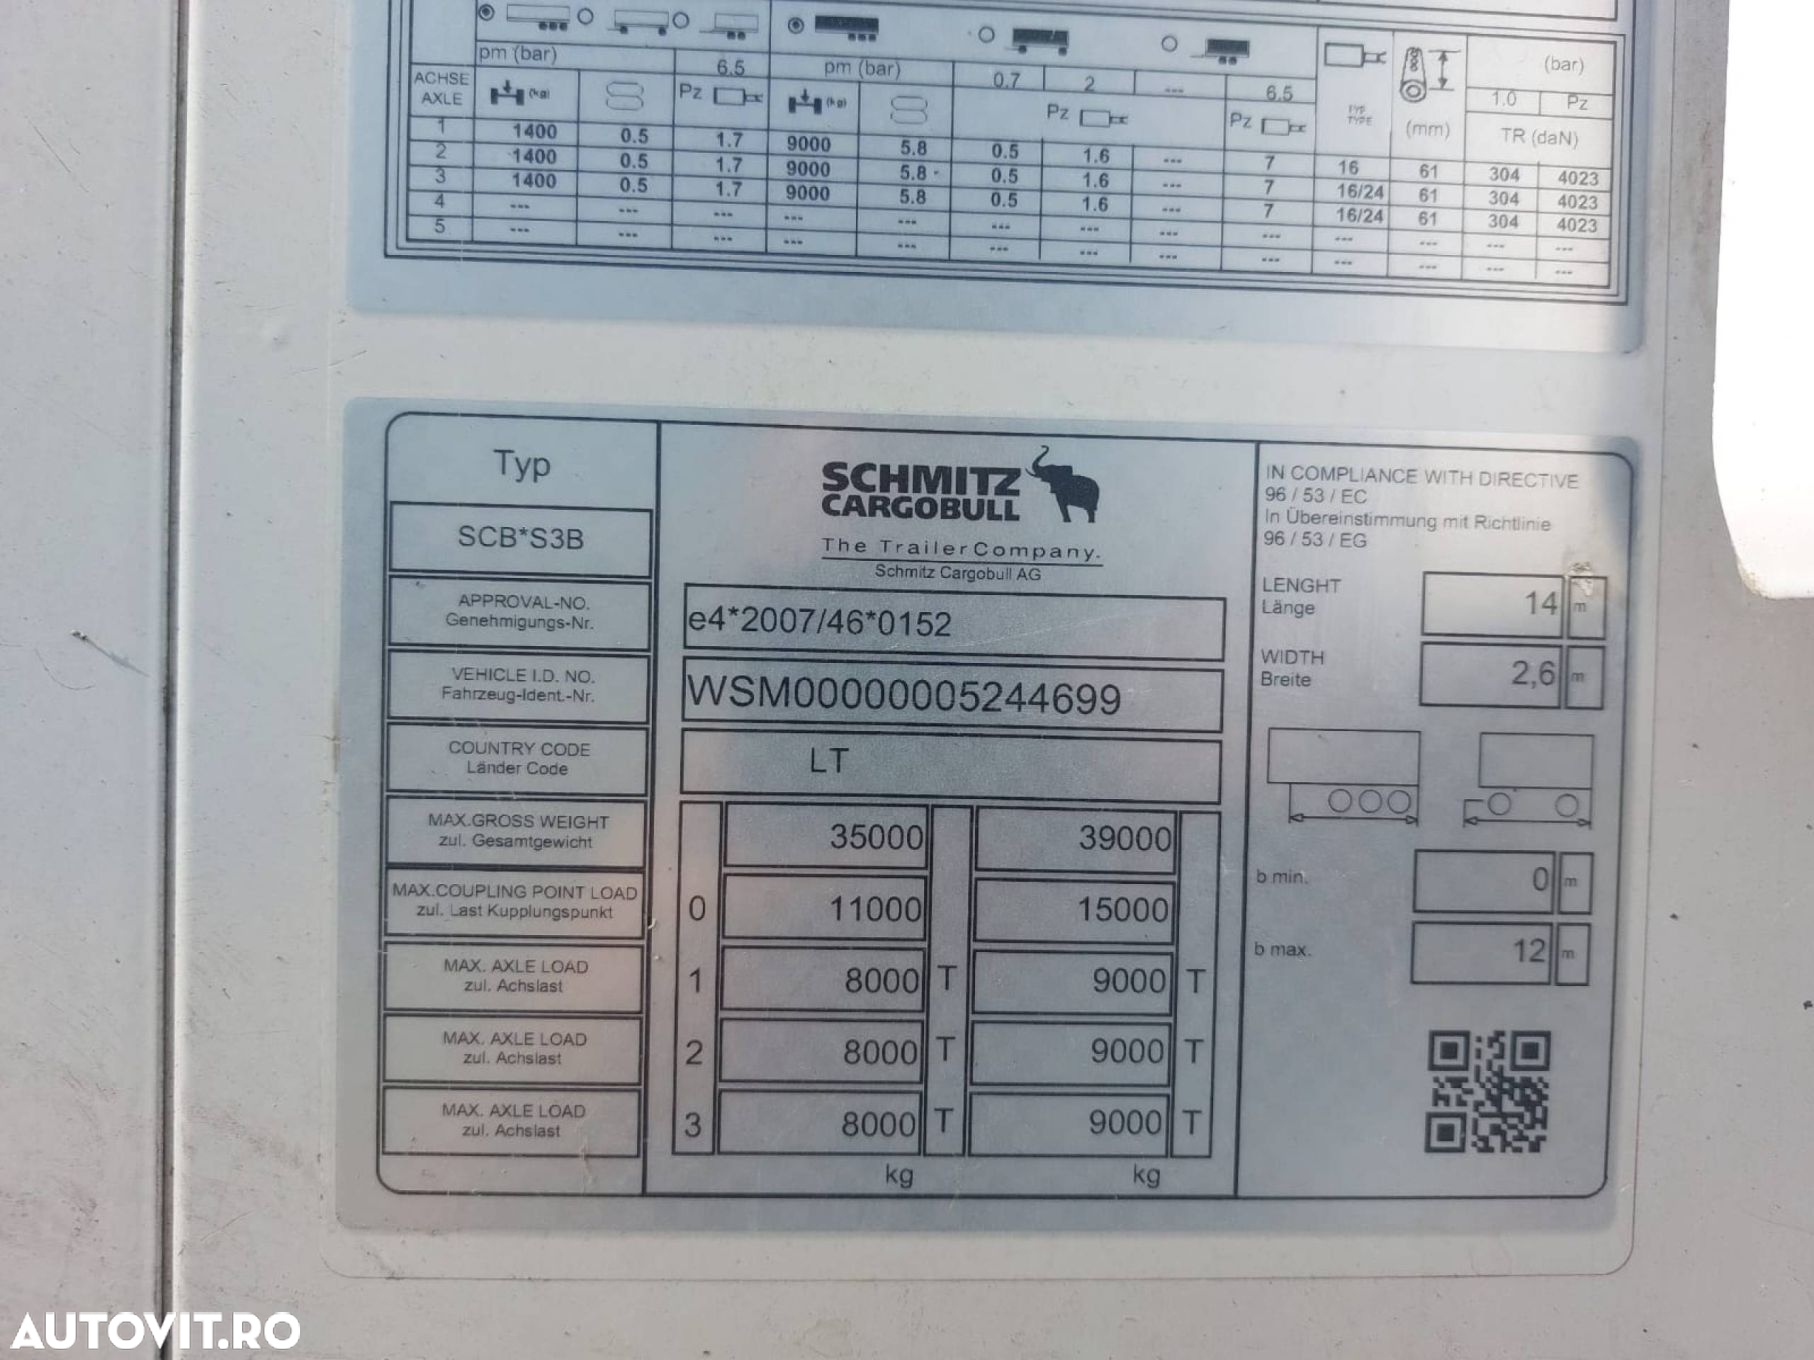 pm (bar) 6.5 pm (bar) 0.7 2 --- 6.5 (bar)
ACHSE
AXLE (kg) Pz (kg) Pz Pz TYP
TYPE (mm) 1.0 Pz
TR (daN)
1 1400 0.5 1.7 9000 5.8 0.5 1.6 --- 7 16 61 304 4023
2 1400 0.5 1.7 9000 5.8 0.5 1.6 --- 7 16/24 61 304 4023
3 1400 0.5 1.7 9000 5.8 0.5 1.6 --- 7 16/24 61 304 4023
4 --- --- --- --- --- --- --- --- --- --- --- --- ---
5 --- --- --- --- --- --- --- --- --- --- --- --- ---
Typ
SCB*S3B
SCHMITZ
CARGOBULL
The Trailer Company.
Schmitz Cargobull AG
APPROVAL-NO.
Genehmigungs-Nr.
e4*2007/46*0152
VEHICLE I.D. NO.
Fahrzeug-Ident.-Nr.
WSM00000005244699
COUNTRY CODE
Länder Code
LT
MAX.GROSS WEIGHT
zul. Gesamtgewicht
35000 39000
MAX.COUPLING POINT LOAD
zul. Last Kupplungspunkt
0 11000 15000
MAX. AXLE LOAD
zul. Achslast
1 8000 T 9000 T
MAX. AXLE LOAD
zul. Achslast
2 8000 T 9000 T
MAX. AXLE LOAD
zul. Achslast
3 8000 T 9000 T
kg kg
IN COMPLIANCE WITH DIRECTIVE
96 / 53 / EC
In Übereinstimmung mit Richtlinie
96 / 53 / EG
LENGHT
Länge
14 m
WIDTH
Breite
2,6 m
b min. 0 m
b max. 12 m
AUTOVIT.RO